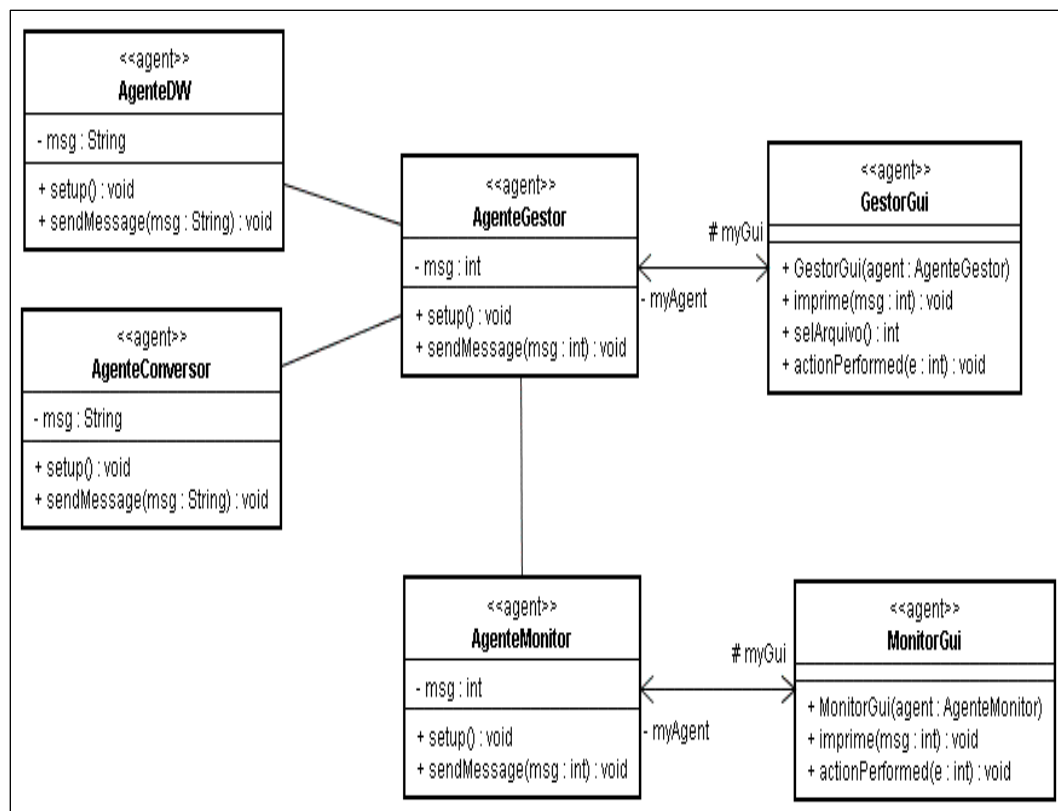 <<agent>>
AgenteDW
- msg : String
+ setup() : void
+ sendMessage(msg : String) : void
<<agent>>
AgenteConversor
- msg : String
+ setup() : void
+ sendMessage(msg : String) : void
<<agent>>
AgenteGestor
- msg : int
+ setup() : void
+ sendMessage(msg : int) : void
# myGui
- myAgent
<<agent>>
GestorGui
+ GestorGui(agent : AgenteGestor)
+ imprime(msg : int) : void
+ selArquivo() : int
+ actionPerformed(e : int) : void
<<agent>>
AgenteMonitor
- msg : int
+ setup() : void
+ sendMessage(msg : int) : void
# myGui
- myAgent
<<agent>>
MonitorGui
+ MonitorGui(agent : AgenteMonitor)
+ imprime(msg : int) : void
+ actionPerformed(e : int) : void